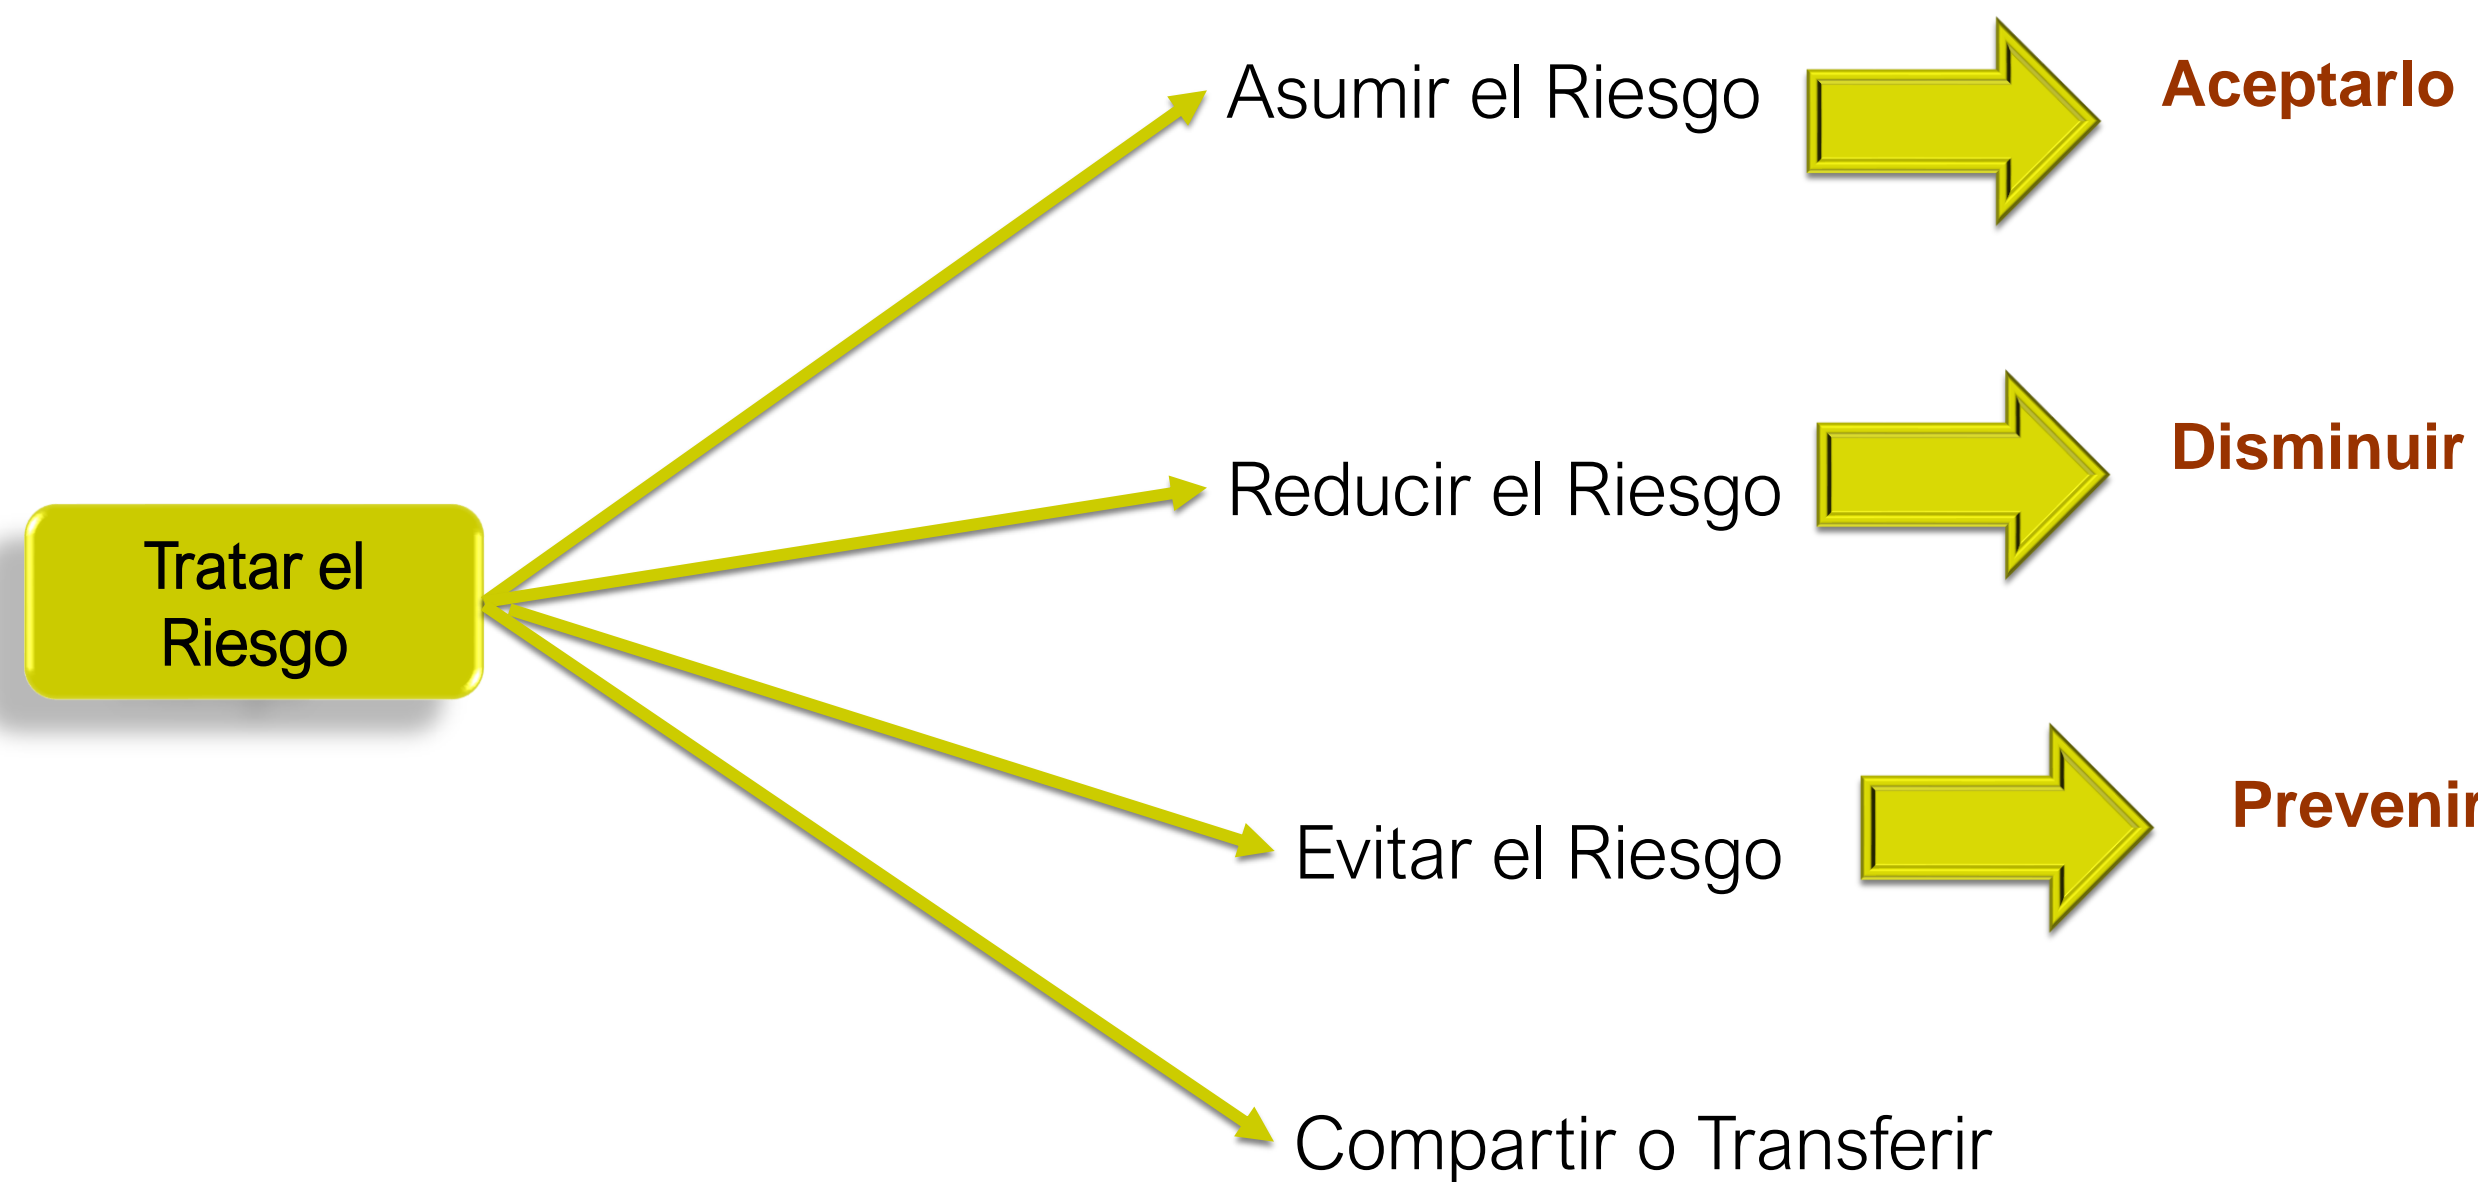 Asumir el Riesgo
Aceptarlo
Reducir el Riesgo
Disminuir
Tratar el
Riesgo
Evitar el Riesgo
Prevenir
Compartir o Transferir